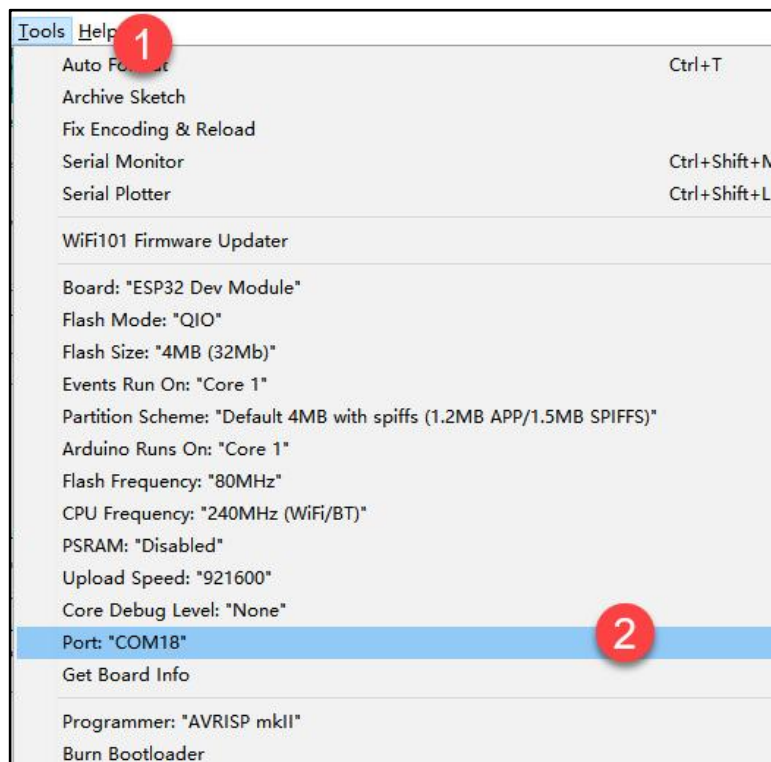 Tools Help
1
Auto Format Ctrl+T
Archive Sketch
Fix Encoding & Reload
Serial Monitor Ctrl+Shift+M
Serial Plotter Ctrl+Shift+L
WiFi101 Firmware Updater
Board: "ESP32 Dev Module"
Flash Mode: "QIO"
Flash Size: "4MB (32Mb)"
Events Run On: "Core 1"
Partition Scheme: "Default 4MB with spiffs (1.2MB APP/1.5MB SPIFFS)"
Arduino Runs On: "Core 1"
Flash Frequency: "80MHz"
CPU Frequency: "240MHz (WiFi/BT)"
PSRAM: "Disabled"
Upload Speed: "921600"
Core Debug Level: "None"
Port: "COM18" 2
Get Board Info
Programmer: "AVRISP mkII"
Burn Bootloader